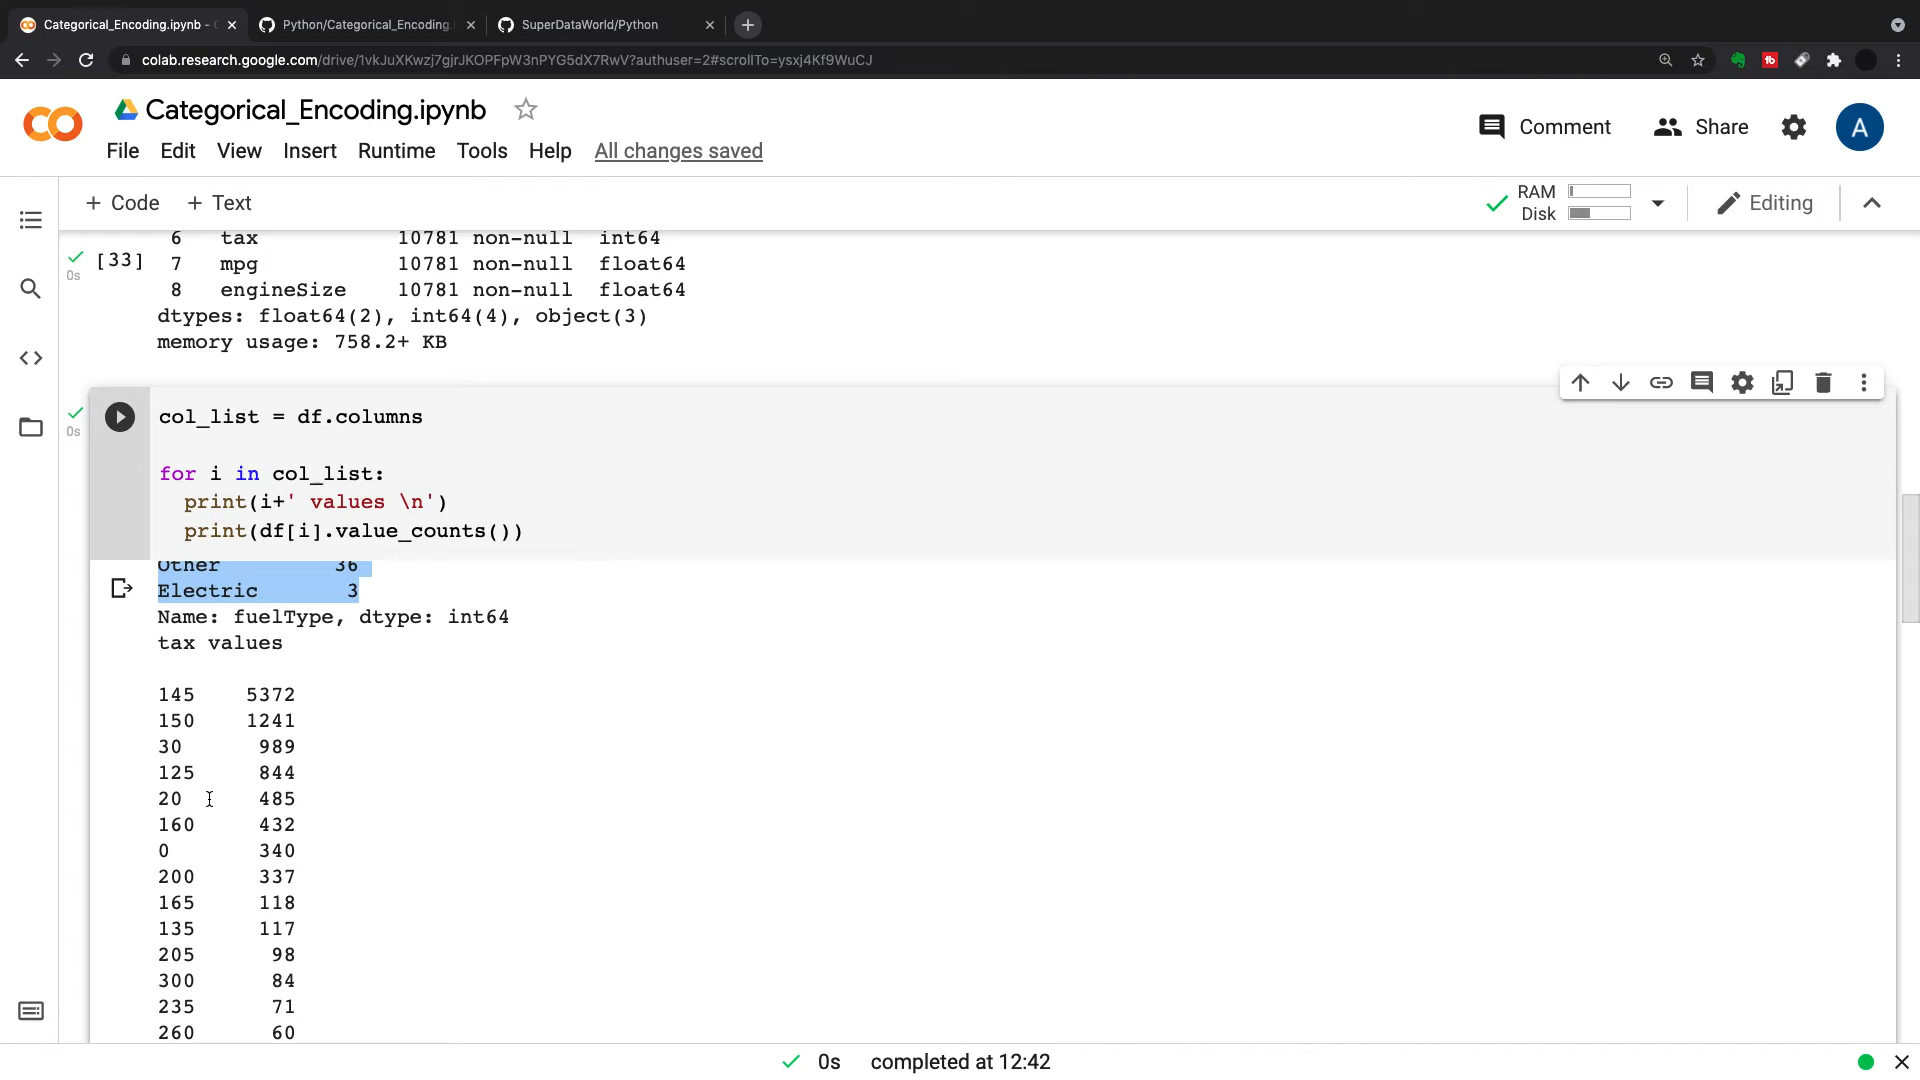 Categorical_Encoding.ipynb -
Python/Categorical_Encoding.
SuperDataWorld/Python
colab.research.google.com/drive/1vkJuXKwzj7gjrJKOPFpW3nPYG5dX7RwV?authuser=2#scrollTo=ysxj4Kf9WuCJ
Categorical_Encoding.ipynb
Comment
Share
A
File Edit View Insert Runtime Tools Help All changes saved
+ Code + Text
RAM
Disk
Editing
6 tax 10781 non-null int64
0s [33] 7 mpg 10781 non-null float64
8 engineSize 10781 non-null float64
dtypes: float64(2), int64(4), object(3)
memory usage: 758.2+ KB
0s
col_list = df.columns
for i in col_list:
print(i+' values \n')
print(df[i].value_counts())
Other 36
Electric 3
Name: fuelType, dtype: int64
tax values
145 5372
150 1241
30 989
125 844
20 485
160 432
0 340
200 337
165 118
135 117
205 98
300 84
235 71
260 60
0s completed at 12:42